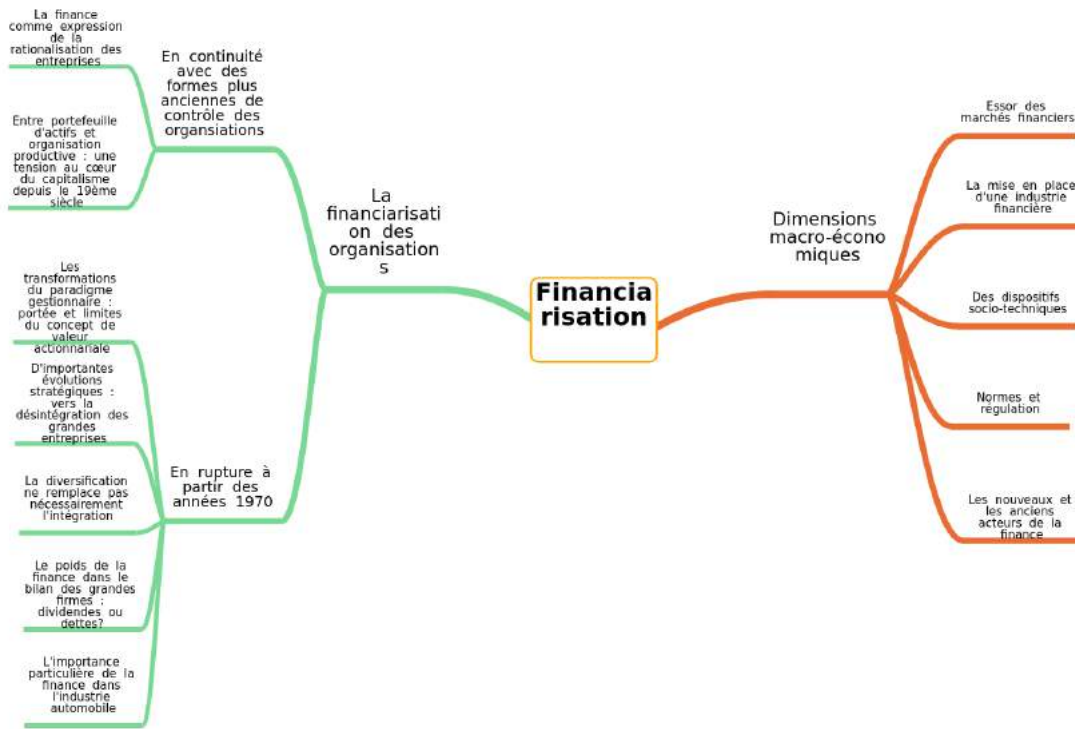 La finance
comme expression
de la
rationalisation des
entreprises
Entre portefeuille
d'actifs et
organisation
productive : une
tension au cœur
du capitalisme
depuis le 19ème
siècle
En continuité
avec des
formes plus
anciennes de
contrôle des
organsiations
Les
transformations
du paradigme
gestionnaire :
portée et limites
du concept de
valeur
actionnariale
D'importantes
évolutions
stratégiques :
vers la
désintégration des
grandes
entreprises
La diversification
ne remplace pas
nécessairement
l'intégration
Le poids de la
finance dans le
bilan des grandes
firmes :
dividendes ou
dettes?
L'importance
particulière de la
finance dans
l'industrie
automobile
En rupture à
partir des
années 1970
La
financiarisati
on des
organisation
s
Financia
risation
Dimensions
macro-écono
miques
Essor des
marchés financiers
La mise en place
d'une industrie
financière
Des dispositifs
socio-techniques
Normes et
régulation
Les nouveaux et
les anciens
acteurs de la
finance